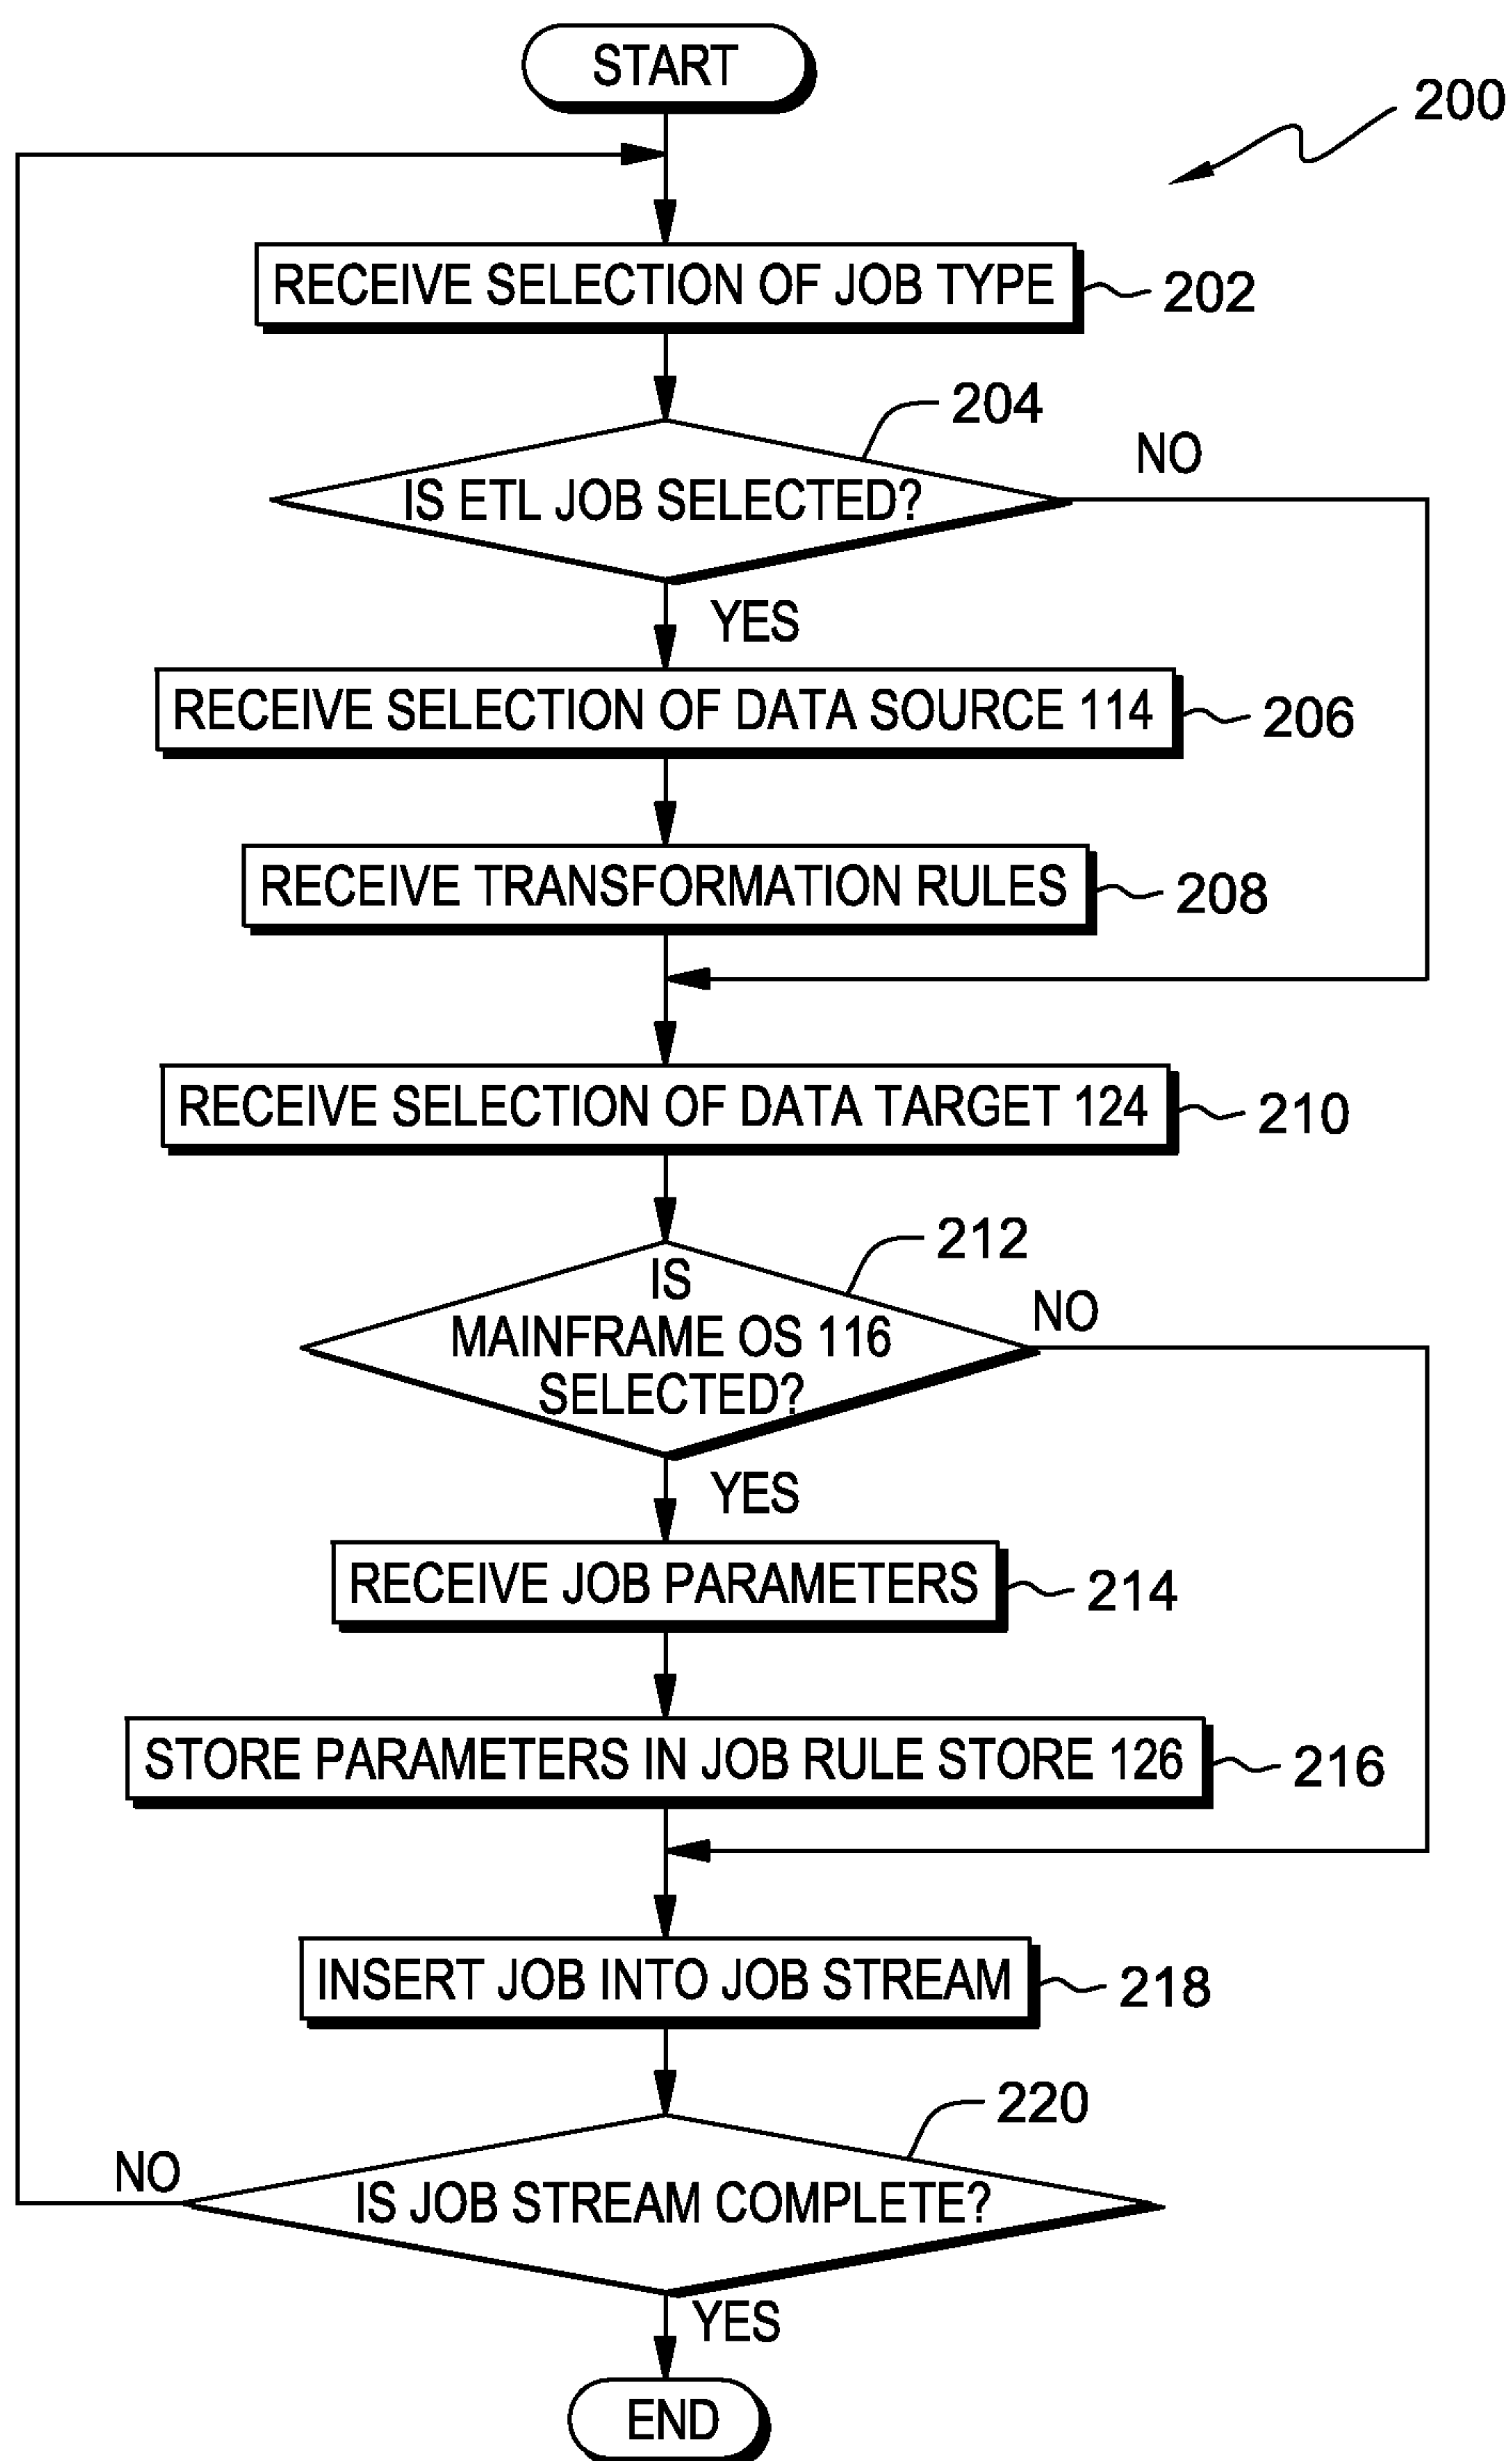 START
200
RECEIVE SELECTION OF JOB TYPE
202
204
IS ETL JOB SELECTED?
NO
YES
RECEIVE SELECTION OF DATA SOURCE 114
206
RECEIVE TRANSFORMATION RULES
208
RECEIVE SELECTION OF DATA TARGET 124
210
212
IS
MAINFRAME OS 116
SELECTED?
NO
YES
RECEIVE JOB PARAMETERS
214
STORE PARAMETERS IN JOB RULE STORE 126
216
INSERT JOB INTO JOB STREAM
218
220
NO
IS JOB STREAM COMPLETE?
YES
END